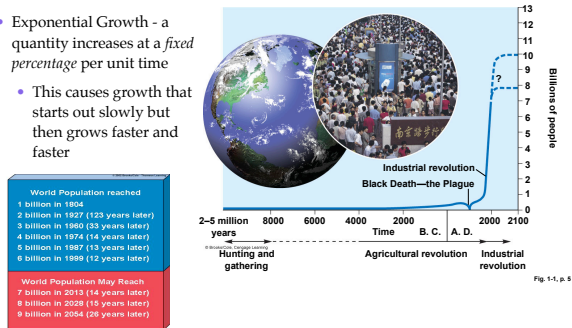 • Exponential Growth - a
quantity increases at a fixed
percentage per unit time
• This causes growth that
starts out slowly but
then grows faster and
faster
World Population reached
1 billion in 1804
2 billion in 1927 (123 years later)
3 billion in 1960 (33 years later)
4 billion in 1974 (14 years later)
5 billion in 1987 (13 years later)
6 billion in 1999 (12 years later)
World Population May Reach
7 billion in 2013 (14 years later)
8 billion in 2028 (15 years later)
9 billion in 2054 (26 years later)
13
12
11
10
9
8
7
6
5
4
3
2
1
0
?
Billions of people
南京路步行
Industrial revolution
Black Death—the Plague
2–5 million
years
8000
6000
4000
2000
2000
2100
Time
B. C.
A. D.
© Brooks/Cole, Cengage Learning
Hunting and
gathering
Agricultural revolution
Industrial
revolution
Fig. 1-1, p. 5